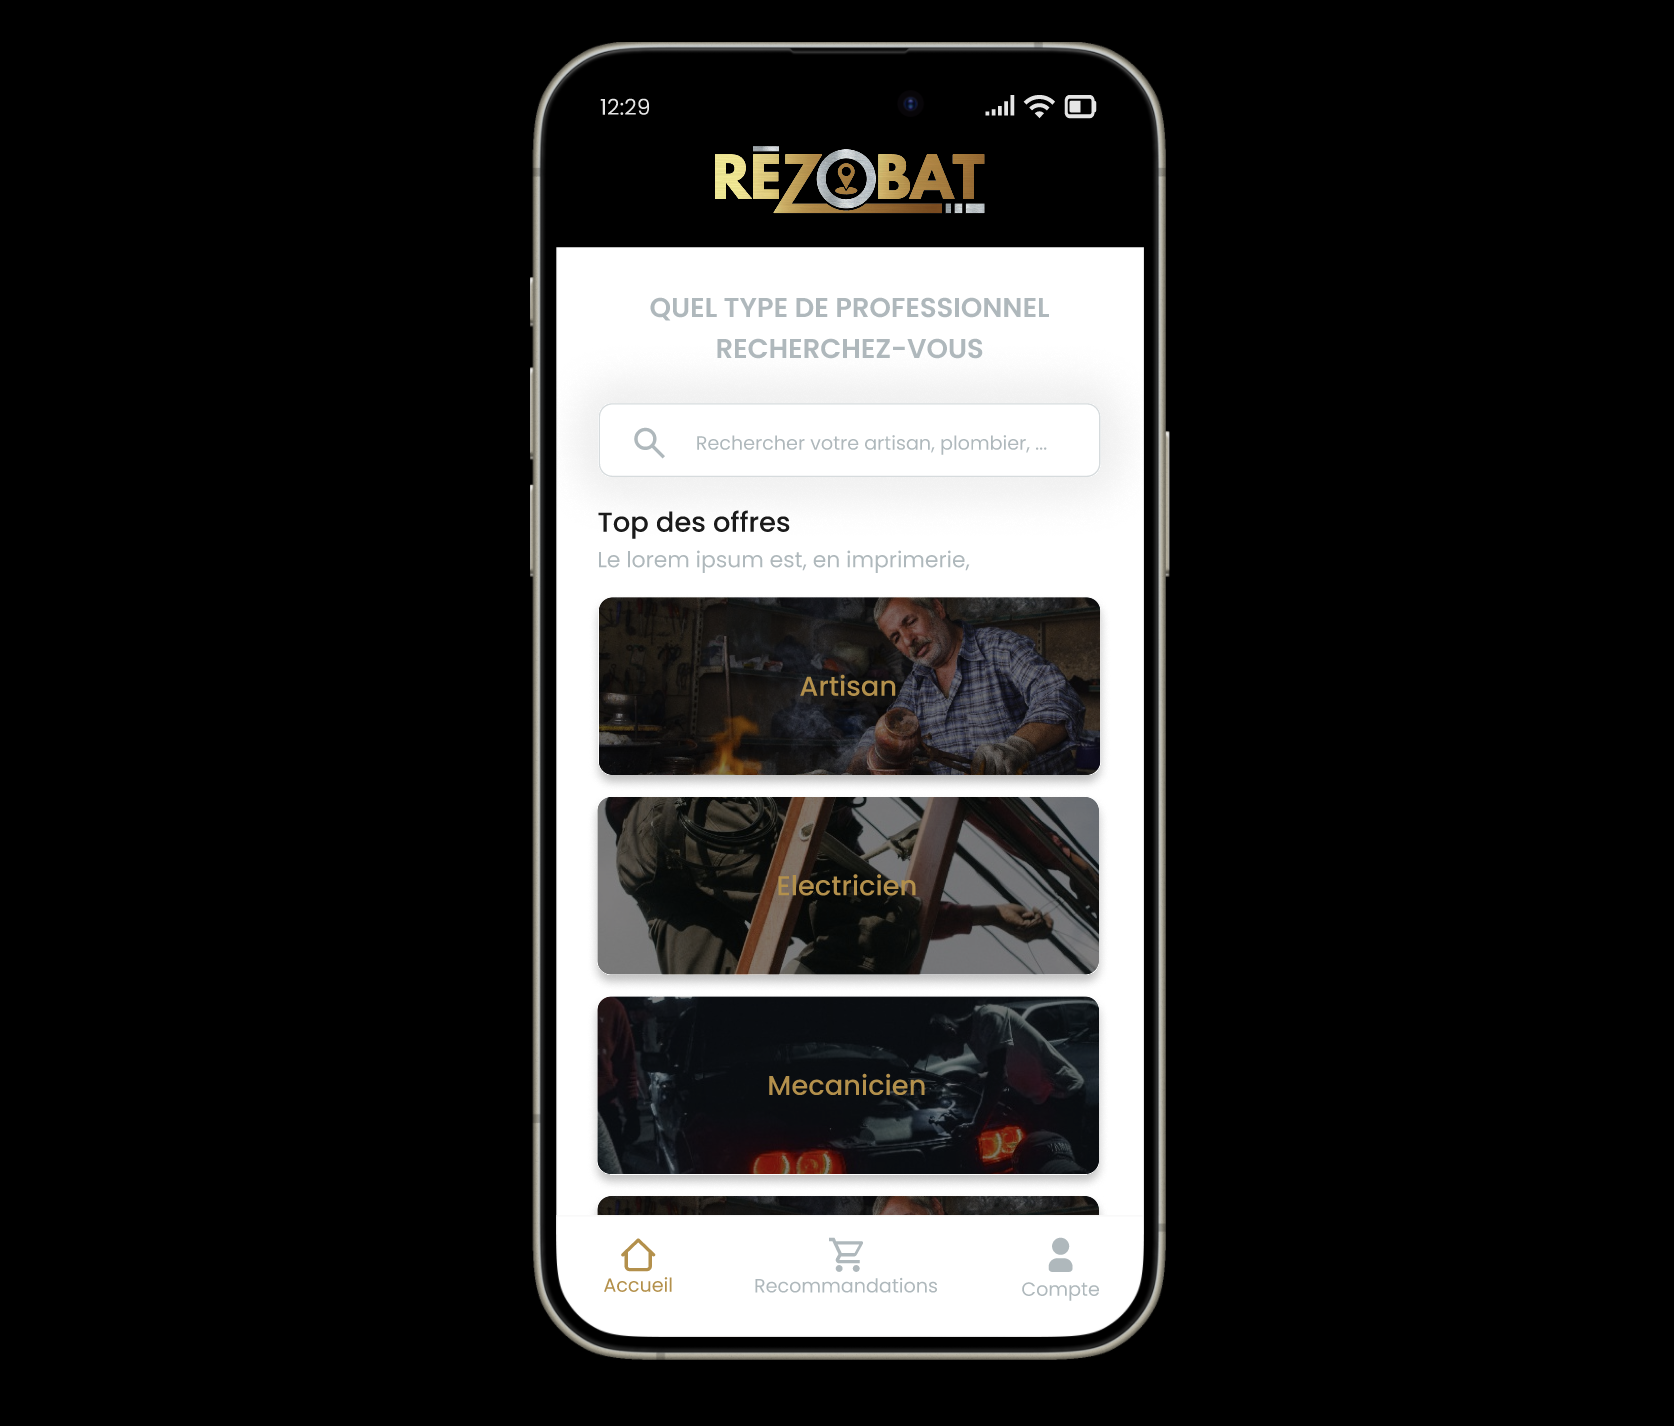 12:29
RĒZOBAT
QUEL TYPE DE PROFESSIONNEL
RECHERCHEZ-VOUS
Rechercher votre artisan, plombier, ...
Top des offres
Le lorem ipsum est, en imprimerie,
Artisan
Electricien
Mecanicien
Accueil
Recommandations
Compte